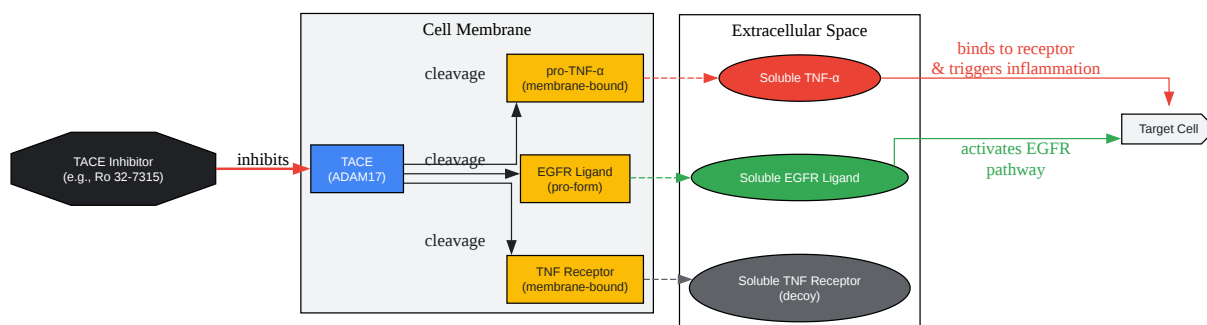 Cell Membrane
Extracellular Space
cleavage
pro-TNF-α
(membrane-bound)
Soluble TNF-α
binds to receptor
& triggers inflammation
TACE Inhibitor
(e.g., Ro 32-7315)
inhibits
TACE
(ADAM17)
cleavage
EGFR Ligand
(pro-form)
Soluble EGFR Ligand
activates EGFR
pathway
Target Cell
cleavage
TNF Receptor
(membrane-bound)
Soluble TNF Receptor
(decoy)